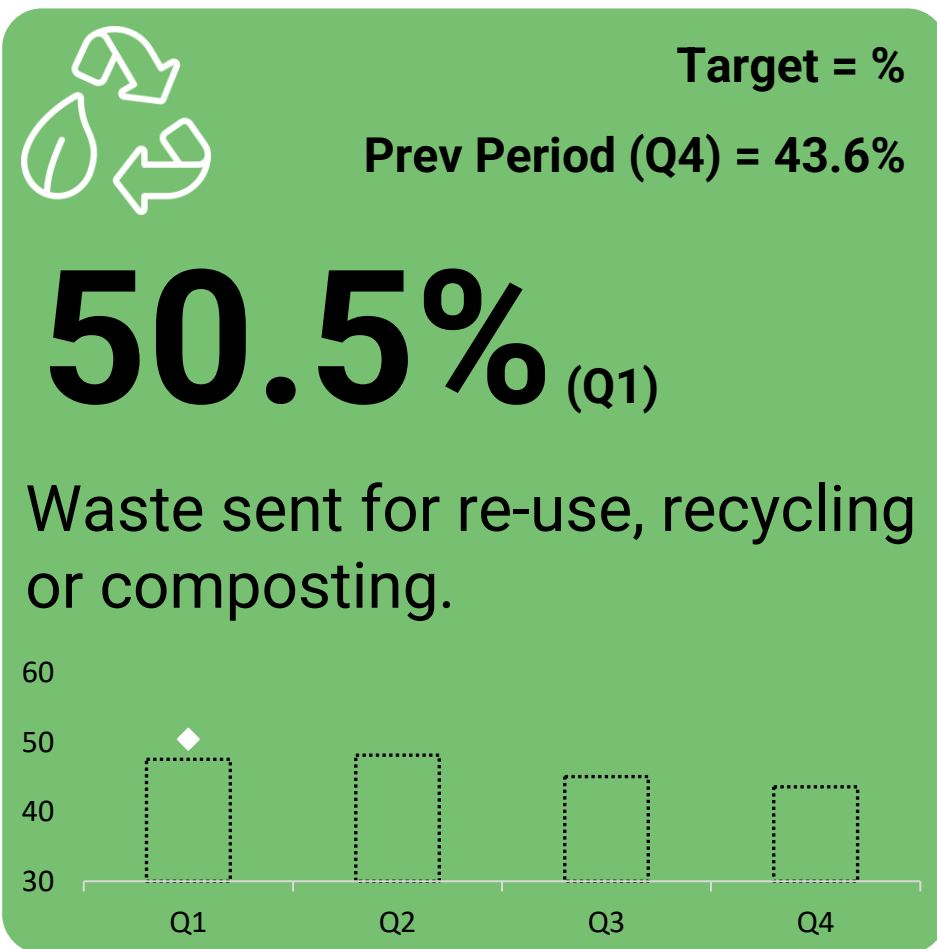 Target = %
Prev Period (Q4) = 43.6%
50.5% (Q1)
Waste sent for re-use, recycling
or composting.
60
50
40
30
Q1 Q2 Q3 Q4